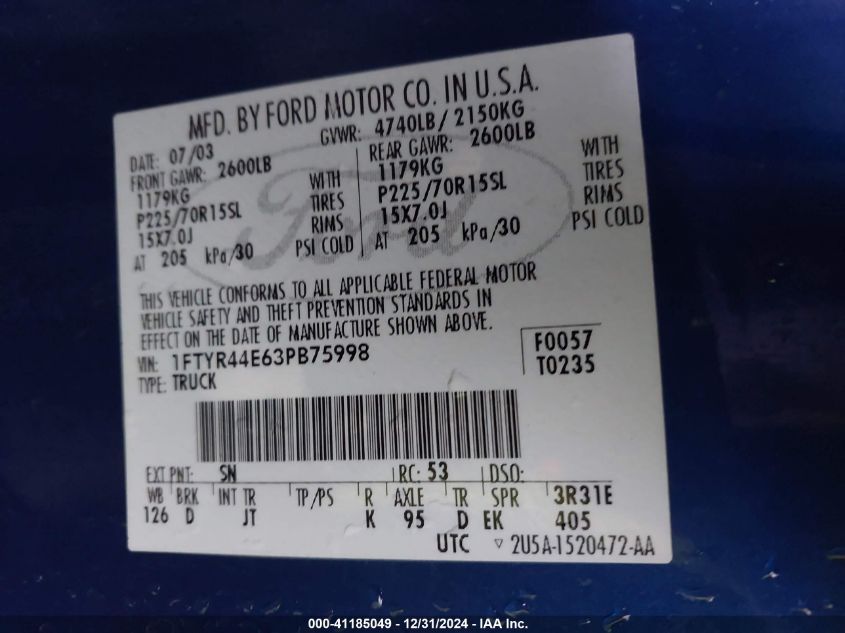 MFD. BY FORD MOTOR CO. IN U.S.A.
DATE: 07/03 GVWR: 4740LB/ 2150KG
FRONT GAWR: 2600LB REAR GAWR: 2600LB
1179KG WITH 1179KG WITH
P225/70R15SL TIRES P225/70R15SL TIRES
15X7.0J RIMS 15X7.0J RIMS
AT 205 kPa/30 PSI COLD AT 205 kPa/30 PSI COLD
Ford
THIS VEHICLE CONFORMS TO ALL APPLICABLE FEDERAL MOTOR
VEHICLE SAFETY AND THEFT PREVENTION STANDARDS IN
EFFECT ON THE DATE OF MANUFACTURE SHOWN ABOVE.
VIN: 1FTYR44E63PB75998 F0057
TYPE: TRUCK T0235
EXT PNT: SN RC: 53 DSO:
WB BRK INT TR TP/PS R AXLE TR SPR 3R31E
126 D JT K 95 D EK 405
UTC ▽ 2U5A-1520472-AA
000-41185049 - 12/31/2024 - IAA Inc.